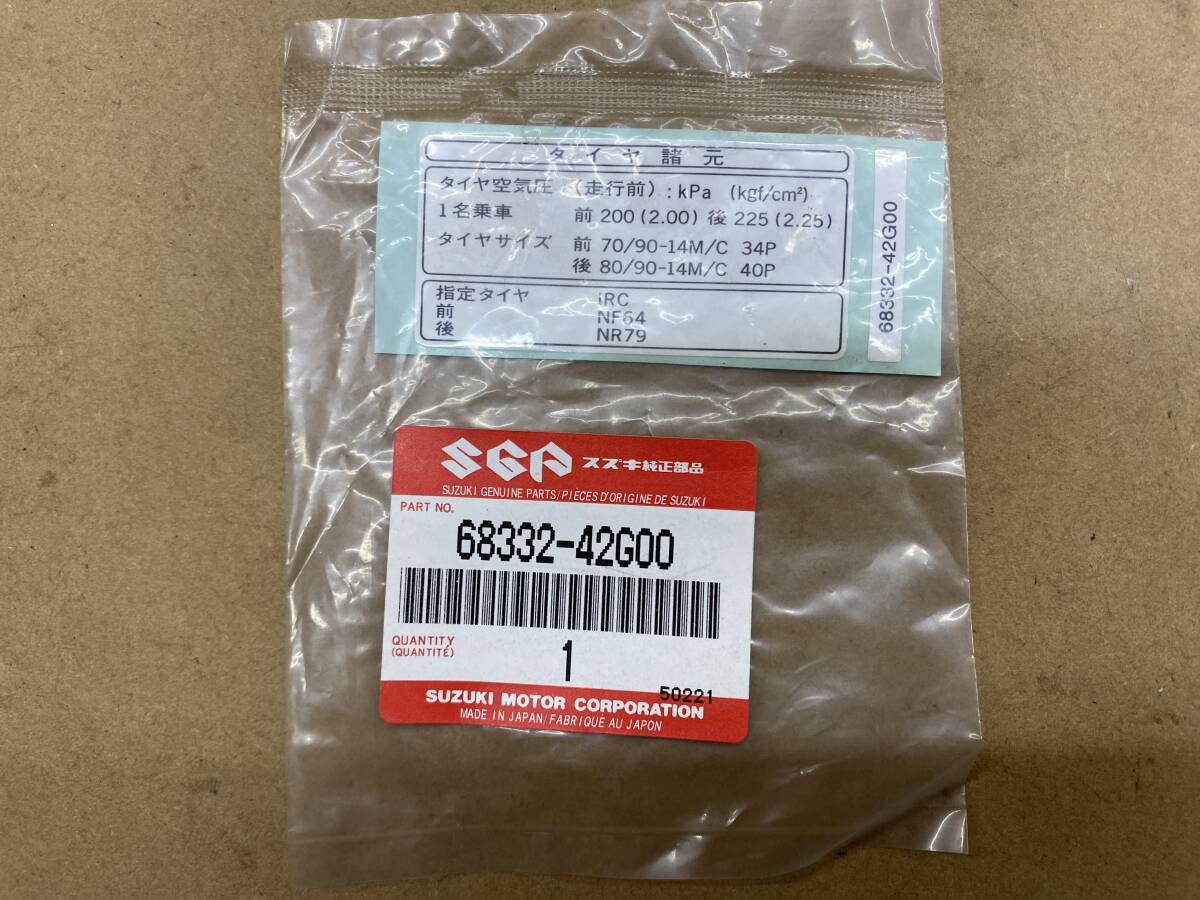 タイヤ諸元
タイヤ空気圧 (走行前) : kPa (kgf/cm²)
1名乗車 前 200 (2.00) 後 225 (2.25)
タイヤサイズ 前 70/90-14M/C 34P
後 80/90-14M/C 40P
指定タイヤ IRC
前 NF64
後 NR79
68332-42G00
SGP スズキ純正部品
SUZUKI GENUINE PARTS/PIÈCES D'ORIGINE DE SUZUKI
PART NO.
68332-42G00
QUANTITY
(QUANTITÉ)
1
50221
SUZUKI MOTOR CORPORATION
MADE IN JAPAN/FABRIQUÉ AU JAPON